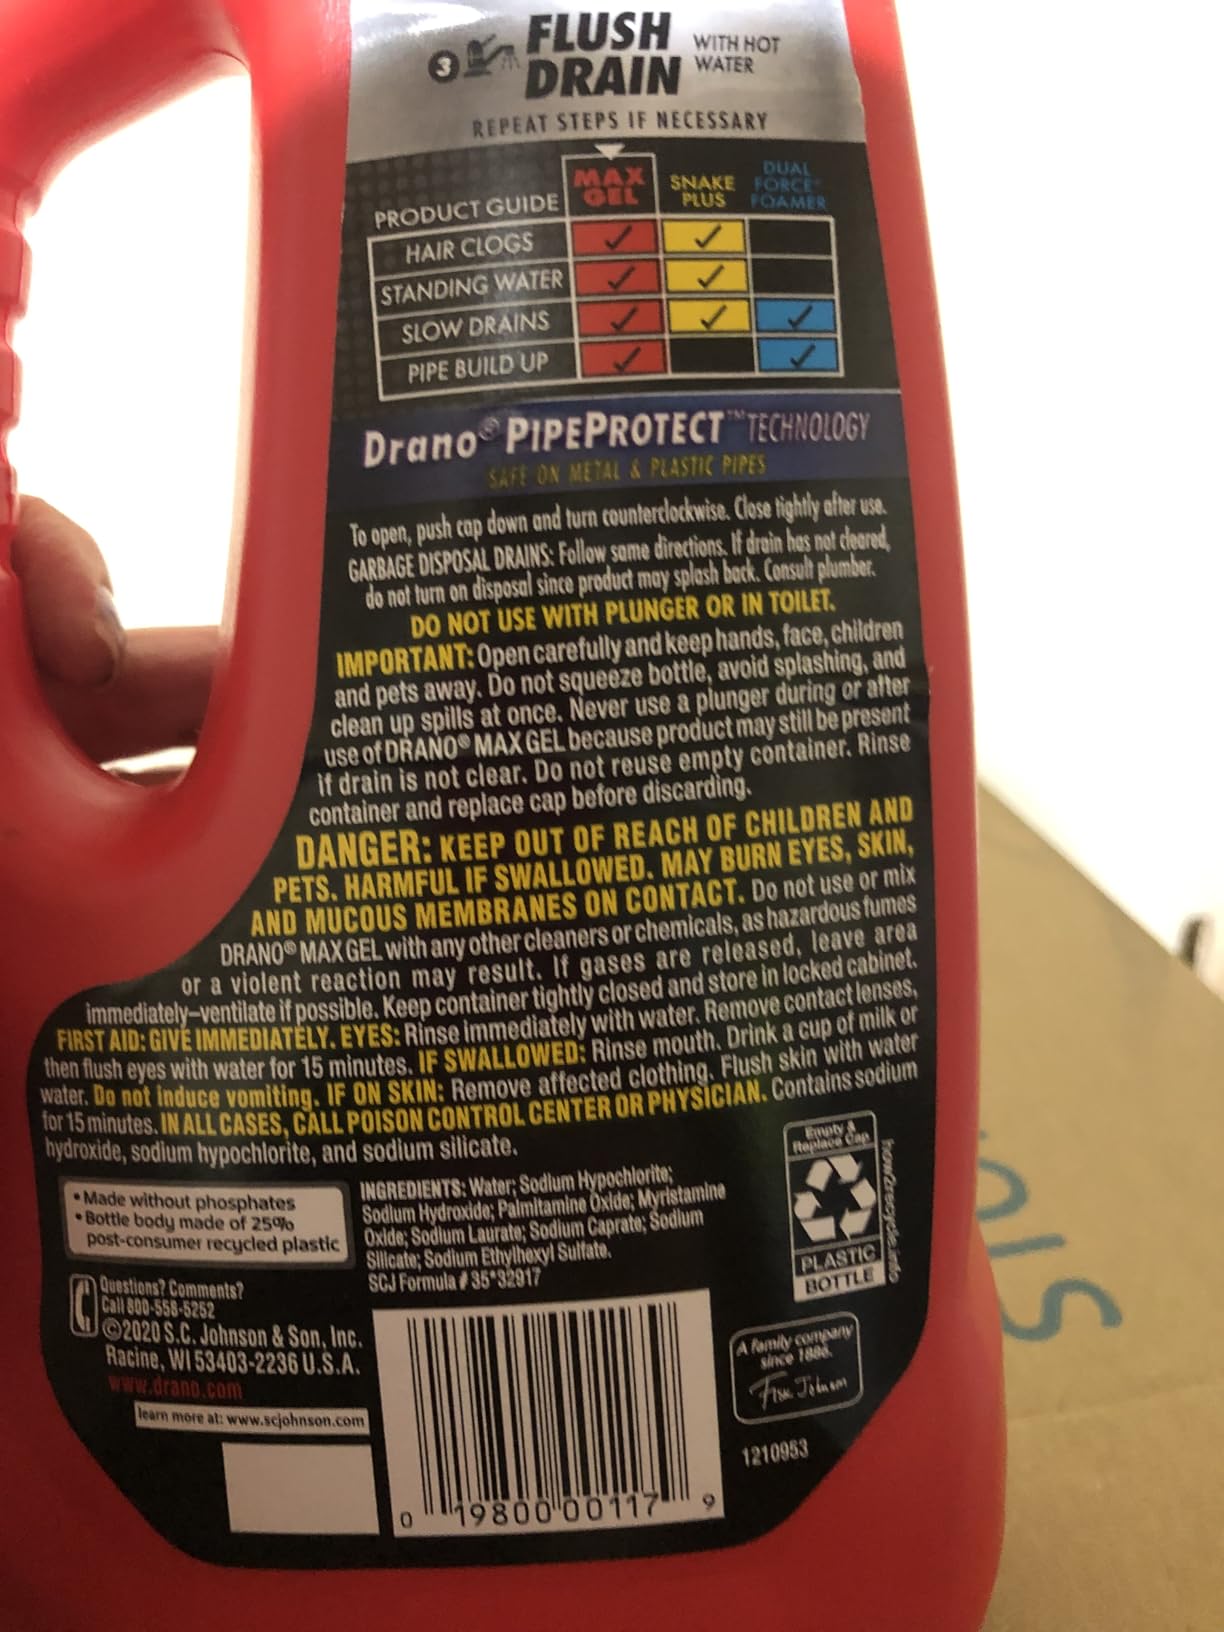 3 FLUSH DRAIN WITH HOT WATER
REPEAT STEPS IF NECESSARY
PRODUCT GUIDE MAX GEL SNAKE PLUS DUAL FORCE® FOAMER
HAIR CLOGS ✓ ✓
STANDING WATER ✓ ✓
SLOW DRAINS ✓ ✓ ✓
PIPE BUILD UP ✓ ✓
Drano® PIPEPROTECT™ TECHNOLOGY
SAFE ON METAL & PLASTIC PIPES
To open, push cap down and turn counterclockwise. Close tightly after use.
GARBAGE DISPOSAL DRAINS: Follow same directions. If drain has not cleared,
do not turn on disposal since product may splash back. Consult plumber.
DO NOT USE WITH PLUNGER OR IN TOILET.
IMPORTANT: Open carefully and keep hands, face, children
and pets away. Do not squeeze bottle, avoid splashing, and
clean up spills at once. Never use a plunger during or after
use of DRANO® MAX GEL because product may still be present
if drain is not clear. Do not reuse empty container. Rinse
container and replace cap before discarding.
DANGER: KEEP OUT OF REACH OF CHILDREN AND
PETS. HARMFUL IF SWALLOWED. MAY BURN EYES, SKIN,
AND MUCOUS MEMBRANES ON CONTACT. Do not use or mix
DRANO® MAX GEL with any other cleaners or chemicals, as hazardous fumes
or a violent reaction may result. If gases are released, leave area
immediately–ventilate if possible. Keep container tightly closed and store in locked cabinet.
FIRST AID: GIVE IMMEDIATELY. EYES: Rinse immediately with water. Remove contact lenses,
then flush eyes with water for 15 minutes. IF SWALLOWED: Rinse mouth. Drink a cup of milk or
water. Do not induce vomiting. IF ON SKIN: Remove affected clothing. Flush skin with water
for 15 minutes. IN ALL CASES, CALL POISON CONTROL CENTER OR PHYSICIAN. Contains sodium
hydroxide, sodium hypochlorite, and sodium silicate.
• Made without phosphates
• Bottle body made of 25%
post-consumer recycled plastic
INGREDIENTS: Water; Sodium Hypochlorite;
Sodium Hydroxide; Palmitamine Oxide; Myristamine
Oxide; Sodium Laurate; Sodium Caprate; Sodium
Silicate; Sodium Ethylhexyl Sulfate.
SCJ Formula # 35*32917
Empty &
Replace Cap
PLASTIC
BOTTLE
how2recycle.info
Questions? Comments?
Call 800-558-5252
©2020 S.C. Johnson & Son, Inc.
Racine, WI 53403-2236 U.S.A.
www.drano.com
learn more at: www.scjohnson.com
A family company
since 1886.
Fisk Johnson
1210953
0 19800 00117 9